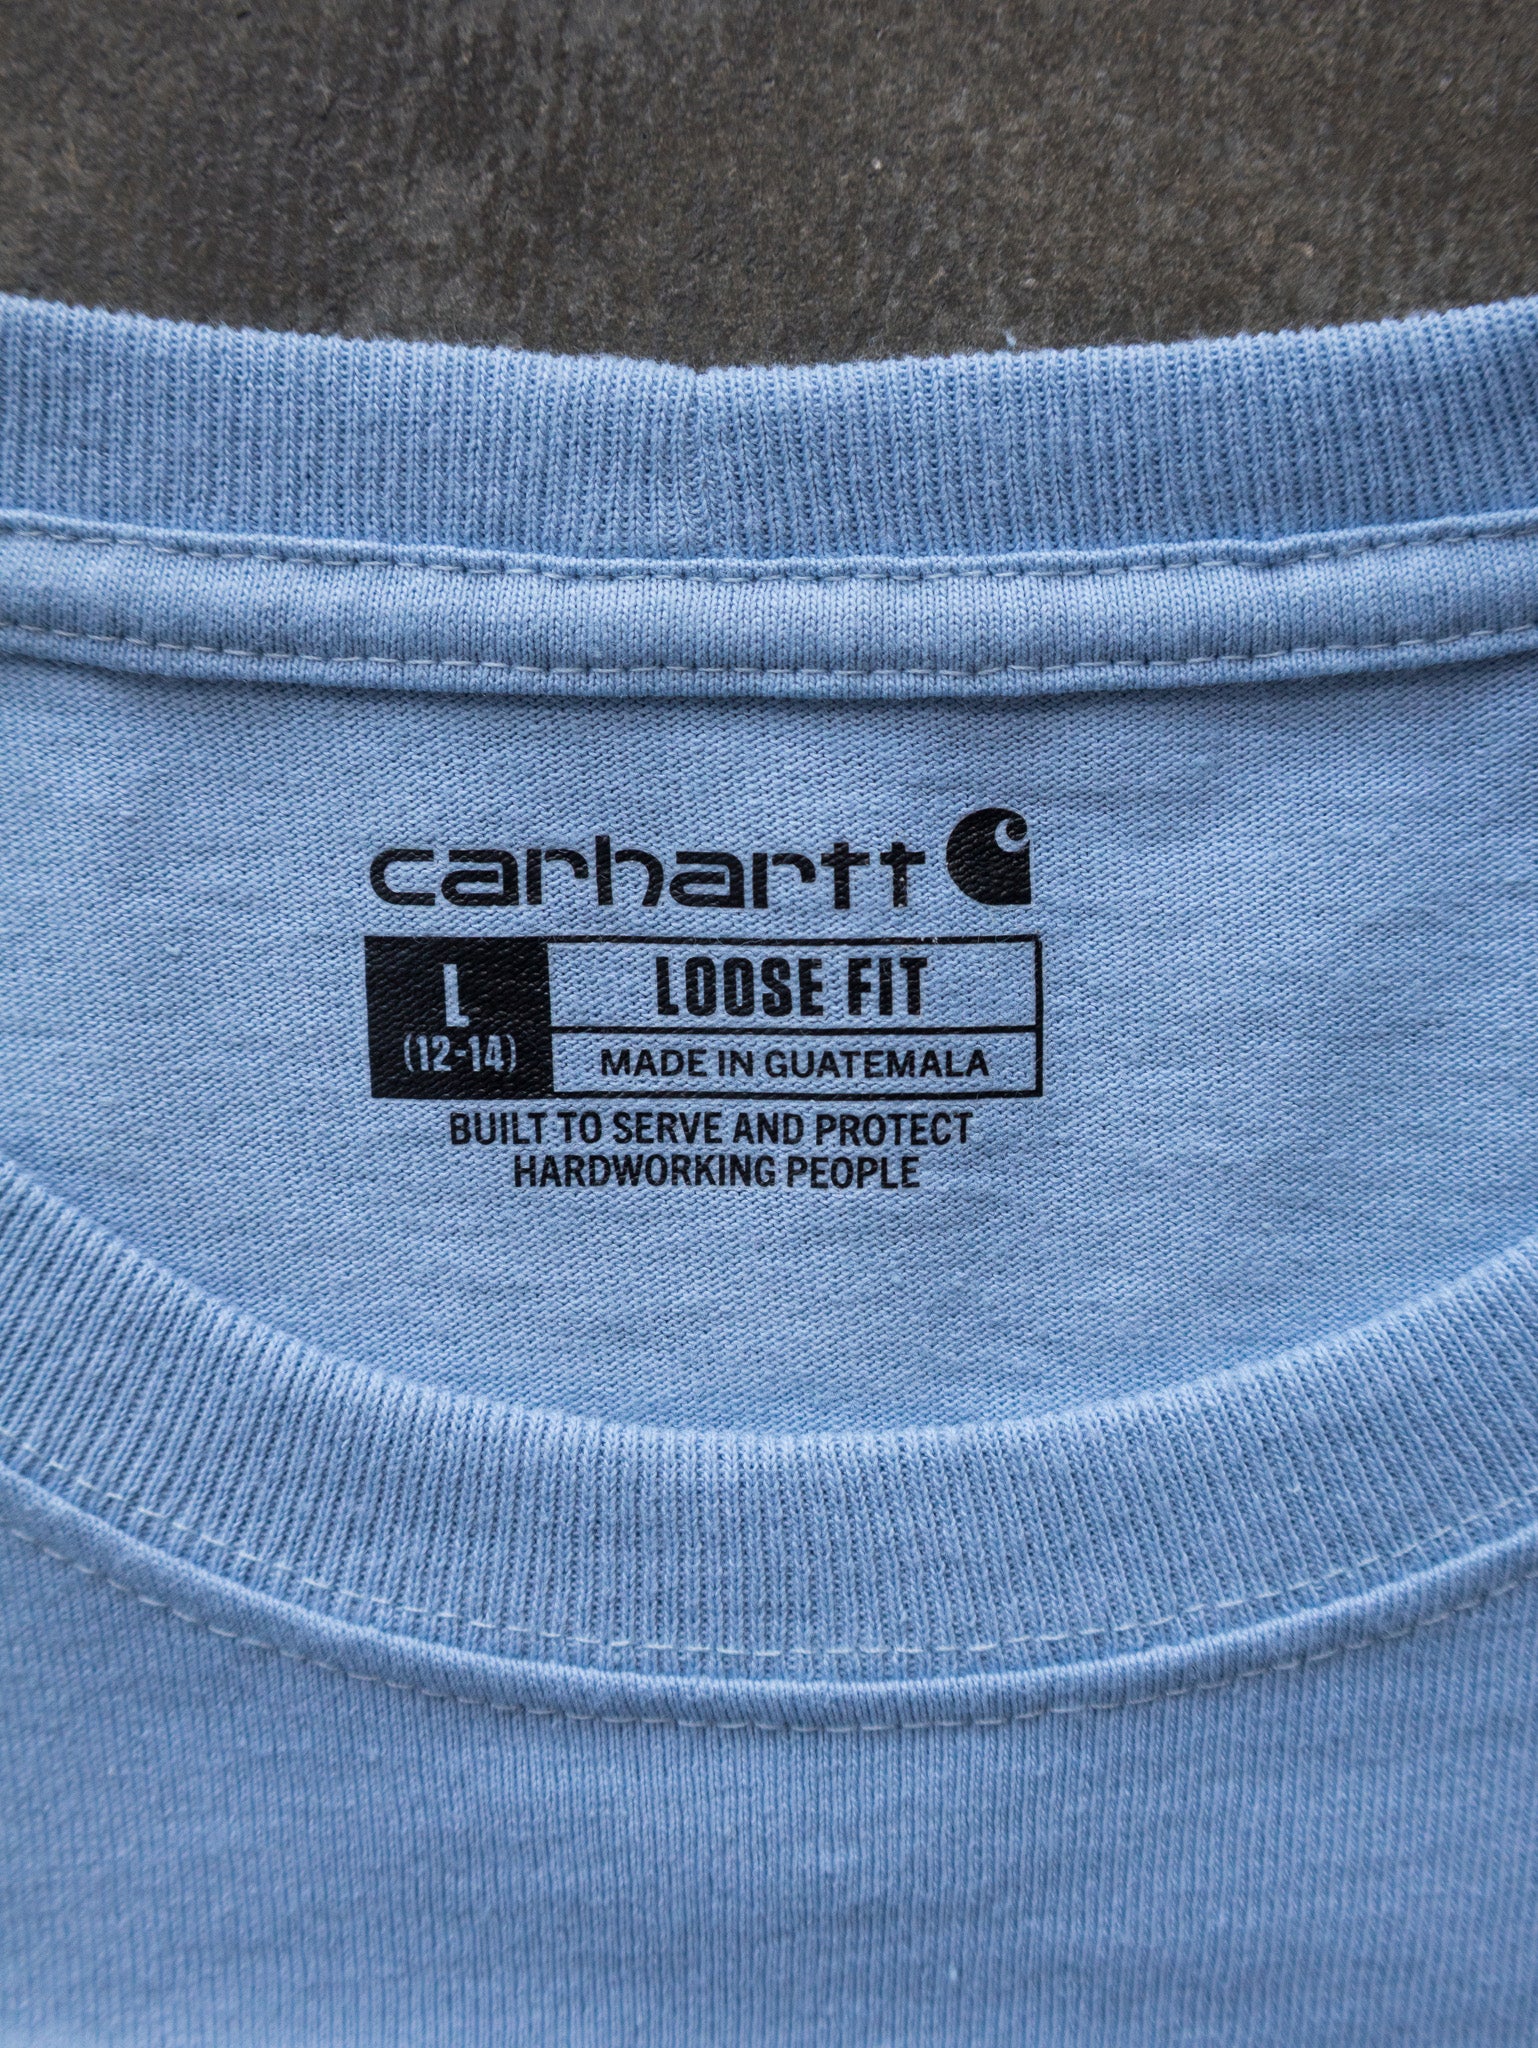 carhartt
L
(12-14)
LOOSE FIT
MADE IN GUATEMALA
BUILT TO SERVE AND PROTECT
HARDWORKING PEOPLE